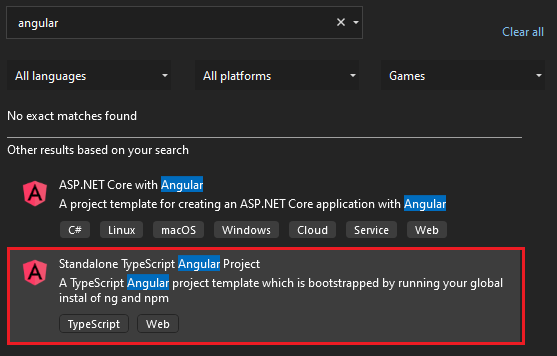 angular
Clear all
All languages All platforms Games
No exact matches found
Other results based on your search
ASP.NET Core with Angular
A project template for creating an ASP.NET Core application with Angular
C# Linux macOS Windows Cloud Service Web
Standalone TypeScript Angular Project
A TypeScript Angular project template which is bootstrapped by running your global
instal of ng and npm
TypeScript Web